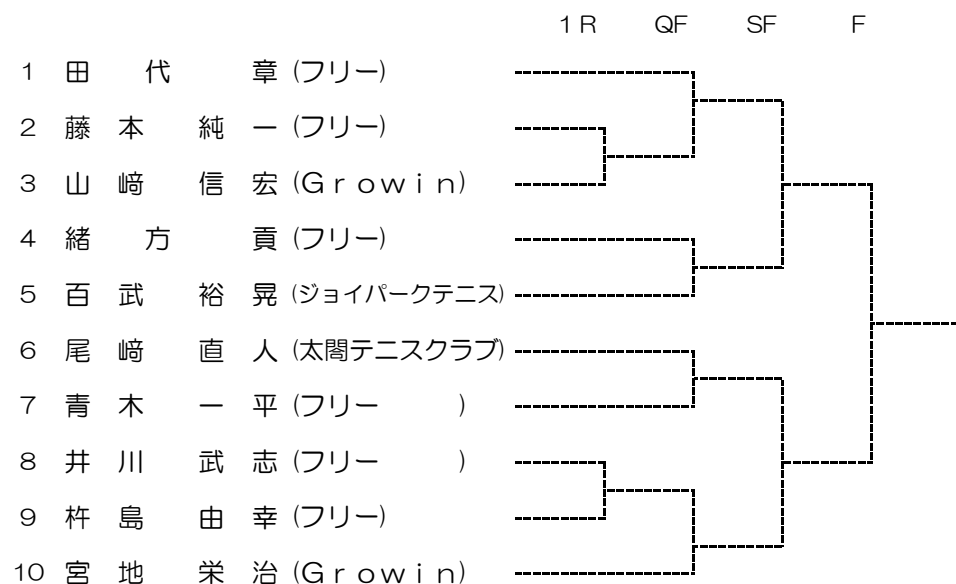 1R QF SF F
1 田代 章 (フリー)
2 藤本 純一 (フリー)
3 山﨑 信宏 (Growin)
4 緒方 貢 (フリー)
5 百武 裕晃 (ジョイパークテニス)
6 尾﨑 直人 (太閤テニスクラブ)
7 青木 一平 (フリー )
8 井川 武志 (フリー )
9 杵島 由幸 (フリー)
10 宮地 栄治 (Growin)